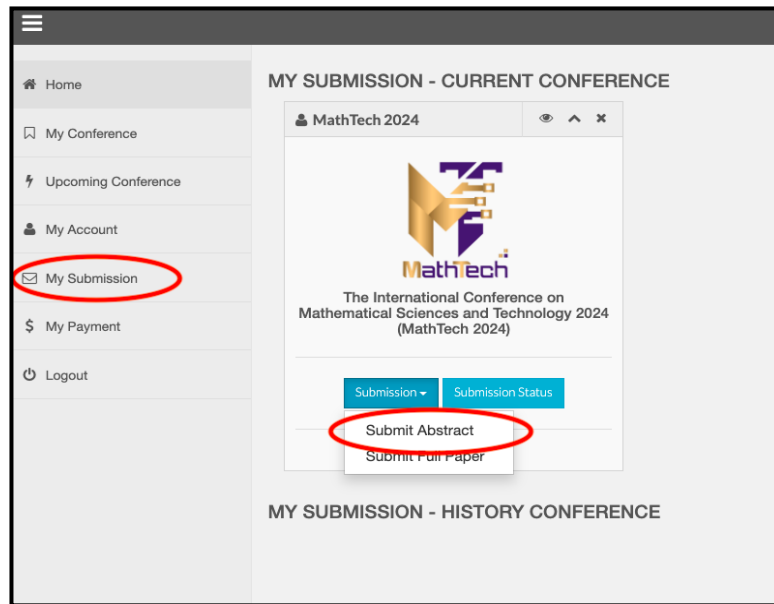 Home
My Conference
Upcoming Conference
My Account
My Submission
My Payment
Logout
MY SUBMISSION - CURRENT CONFERENCE
MathTech 2024
MathTech
The International Conference on
Mathematical Sciences and Technology 2024
(MathTech 2024)
Submission
Submission Status
Submit Abstract
Submit Full Paper
MY SUBMISSION - HISTORY CONFERENCE